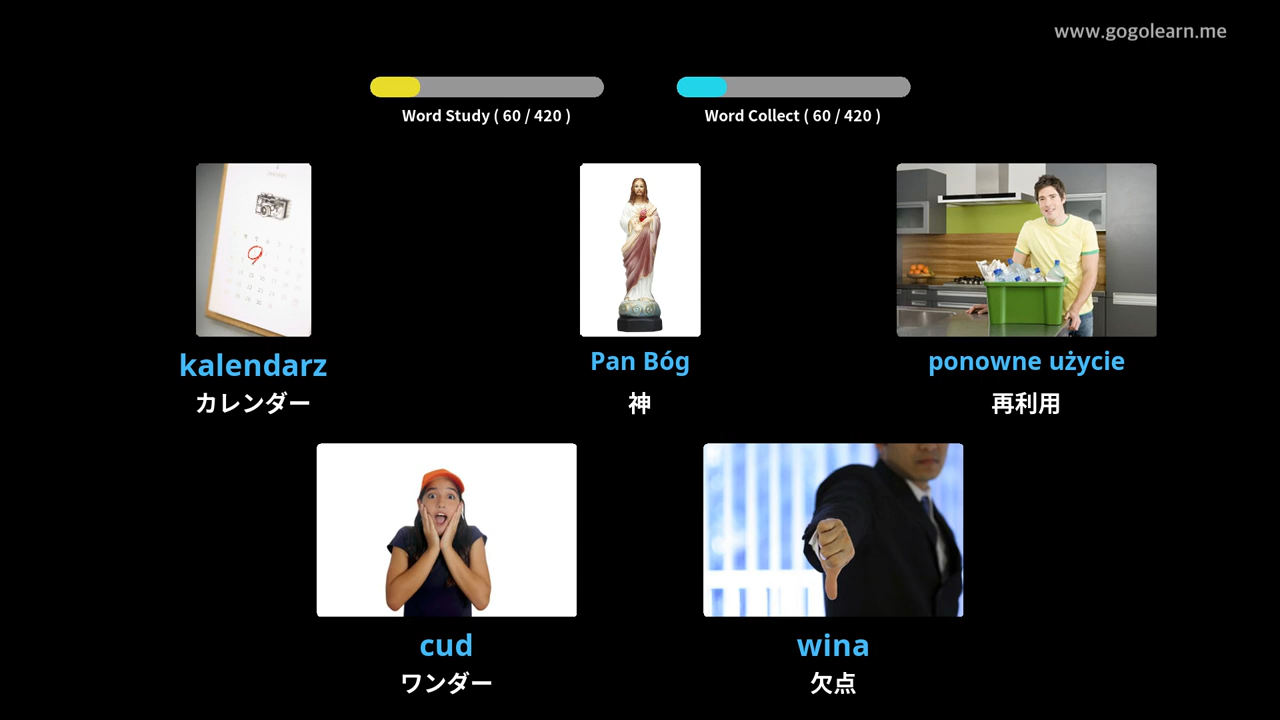 www.gogolearn.me
Word Study ( 60 / 420 )
Word Collect ( 60 / 420 )
kalendarz
カレンダー
Pan Bóg
神
ponowne użycie
再利用
cud
ワンダー
wina
欠点